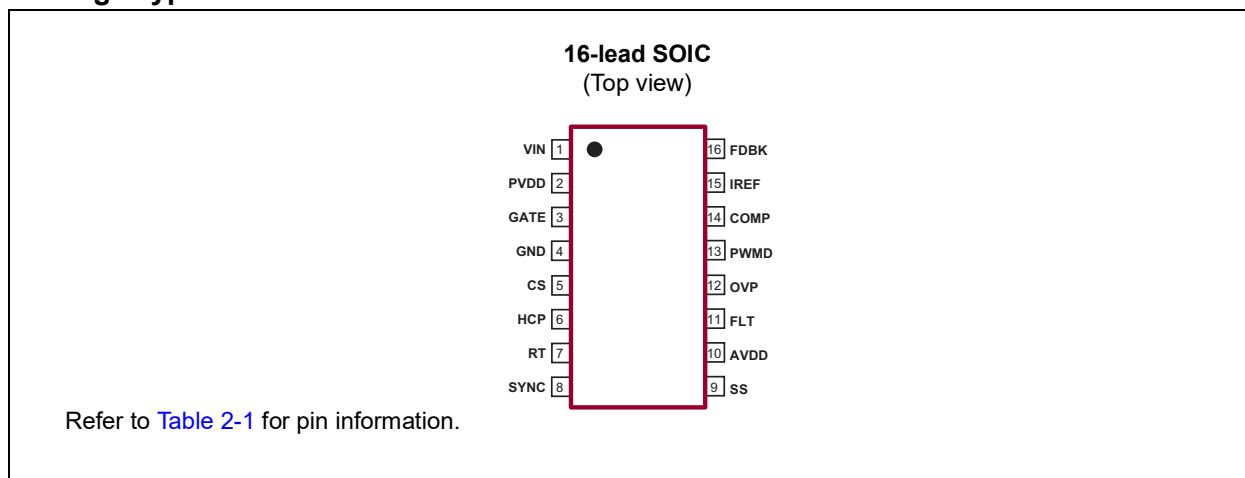 16-lead SOIC
(Top view)
VIN 1 16 FDBK
PVDD 2 15 IREF
GATE 3 14 COMP
GND 4 13 PWMD
CS 5 12 OVP
HCP 6 11 FLT
RT 7 10 AVDD
SYNC 8 9 SS
Refer to Table 2-1 for pin information.